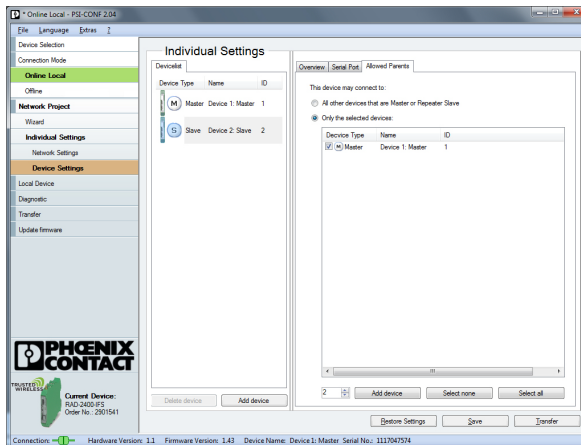 * Online Local - PSI-CONF 2.04
File Language Extras ?
Device Selection
Connection Mode
Online Local
Offline
Network Project
Wizard
Individual Settings
Network Settings
Device Settings
Local Device
Diagnostic
Transfer
Update firmware
PHŒNIX
CONTACT
TRUSTED
WIRELESS
Current Device:
RAD-2400-IFS
Order No.: 2901541
Individual Settings
Devicelist
Device Type Name ID
M Master Device 1: Master 1
S Slave Device 2: Slave 2
Delete device Add device
Overview Serial Port Allowed Parents
This device may connect to:
All other devices that are Master or Repeater Slave
Only the selected devices:
Decvice Type Name ID
M Master Device 1: Master 1
2 Add device Select none Select all
Restore Settings Save Transfer
Connection: Hardware Version: 1.1 Firmware Version: 1.43 Device Name: Device 1: Master Serial No.: 1117047574